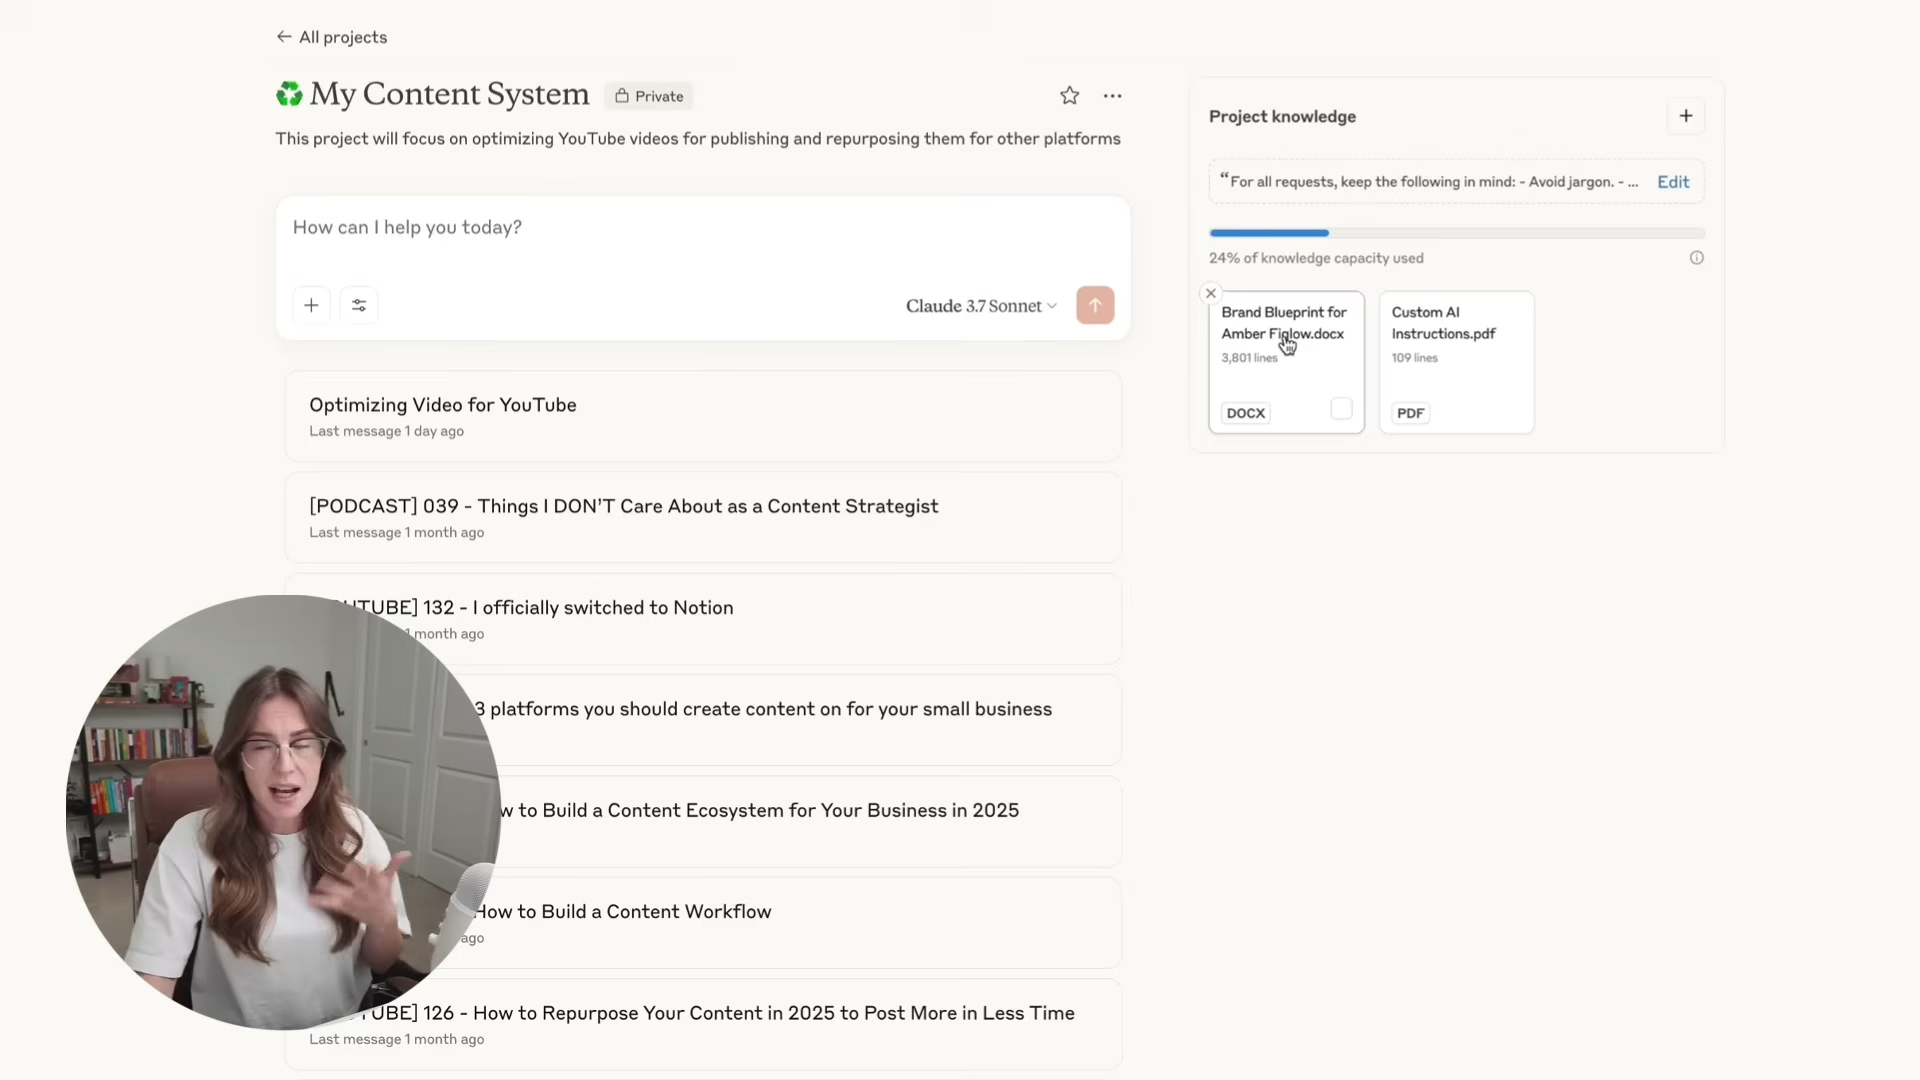 All projects
My Content System Private
This project will focus on optimizing YouTube videos for publishing and repurposing them for other platforms
How can I help you today?
Claude 3.7 Sonnet
Optimizing Video for YouTube
Last message 1 day ago
[PODCAST] 039 - Things I DON'T Care About as a Content Strategist
Last message 1 month ago
132 - I officially switched to Notion
month ago
3 platforms you should create content on for your small business
to Build a Content Ecosystem for Your Business in 2025
How to Build a Content Workflow
ago
126 - How to Repurpose Your Content in 2025 to Post More in Less Time
Last message 1 month ago
Project knowledge
“For all requests, keep the following in mind: - Avoid jargon. - ... Edit
24% of knowledge capacity used
Brand Blueprint for
Amber Figlow.docx
3,801 lines
DOCX
Custom AI
Instructions.pdf
109 lines
PDF